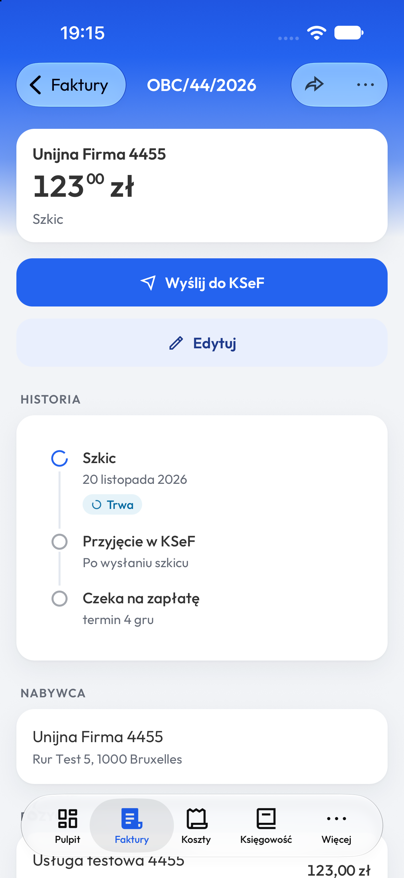 19:15
Faktury
OBC/44/2026
Unijna Firma 4455
123⁰⁰ zł
Szkic
Wyślij do KSeF
Edytuj
HISTORIA
Szkic
20 listopada 2026
Trwa
Przyjęcie w KSeF
Po wysłaniu szkicu
Czeka na zapłatę
termin 4 gru
NABYWCA
Unijna Firma 4455
Rur Test 5, 1000 Bruxelles
Pulpit
Faktury
Koszty
Księgowość
Więcej
Usługa testowa 4455
123,00 zł